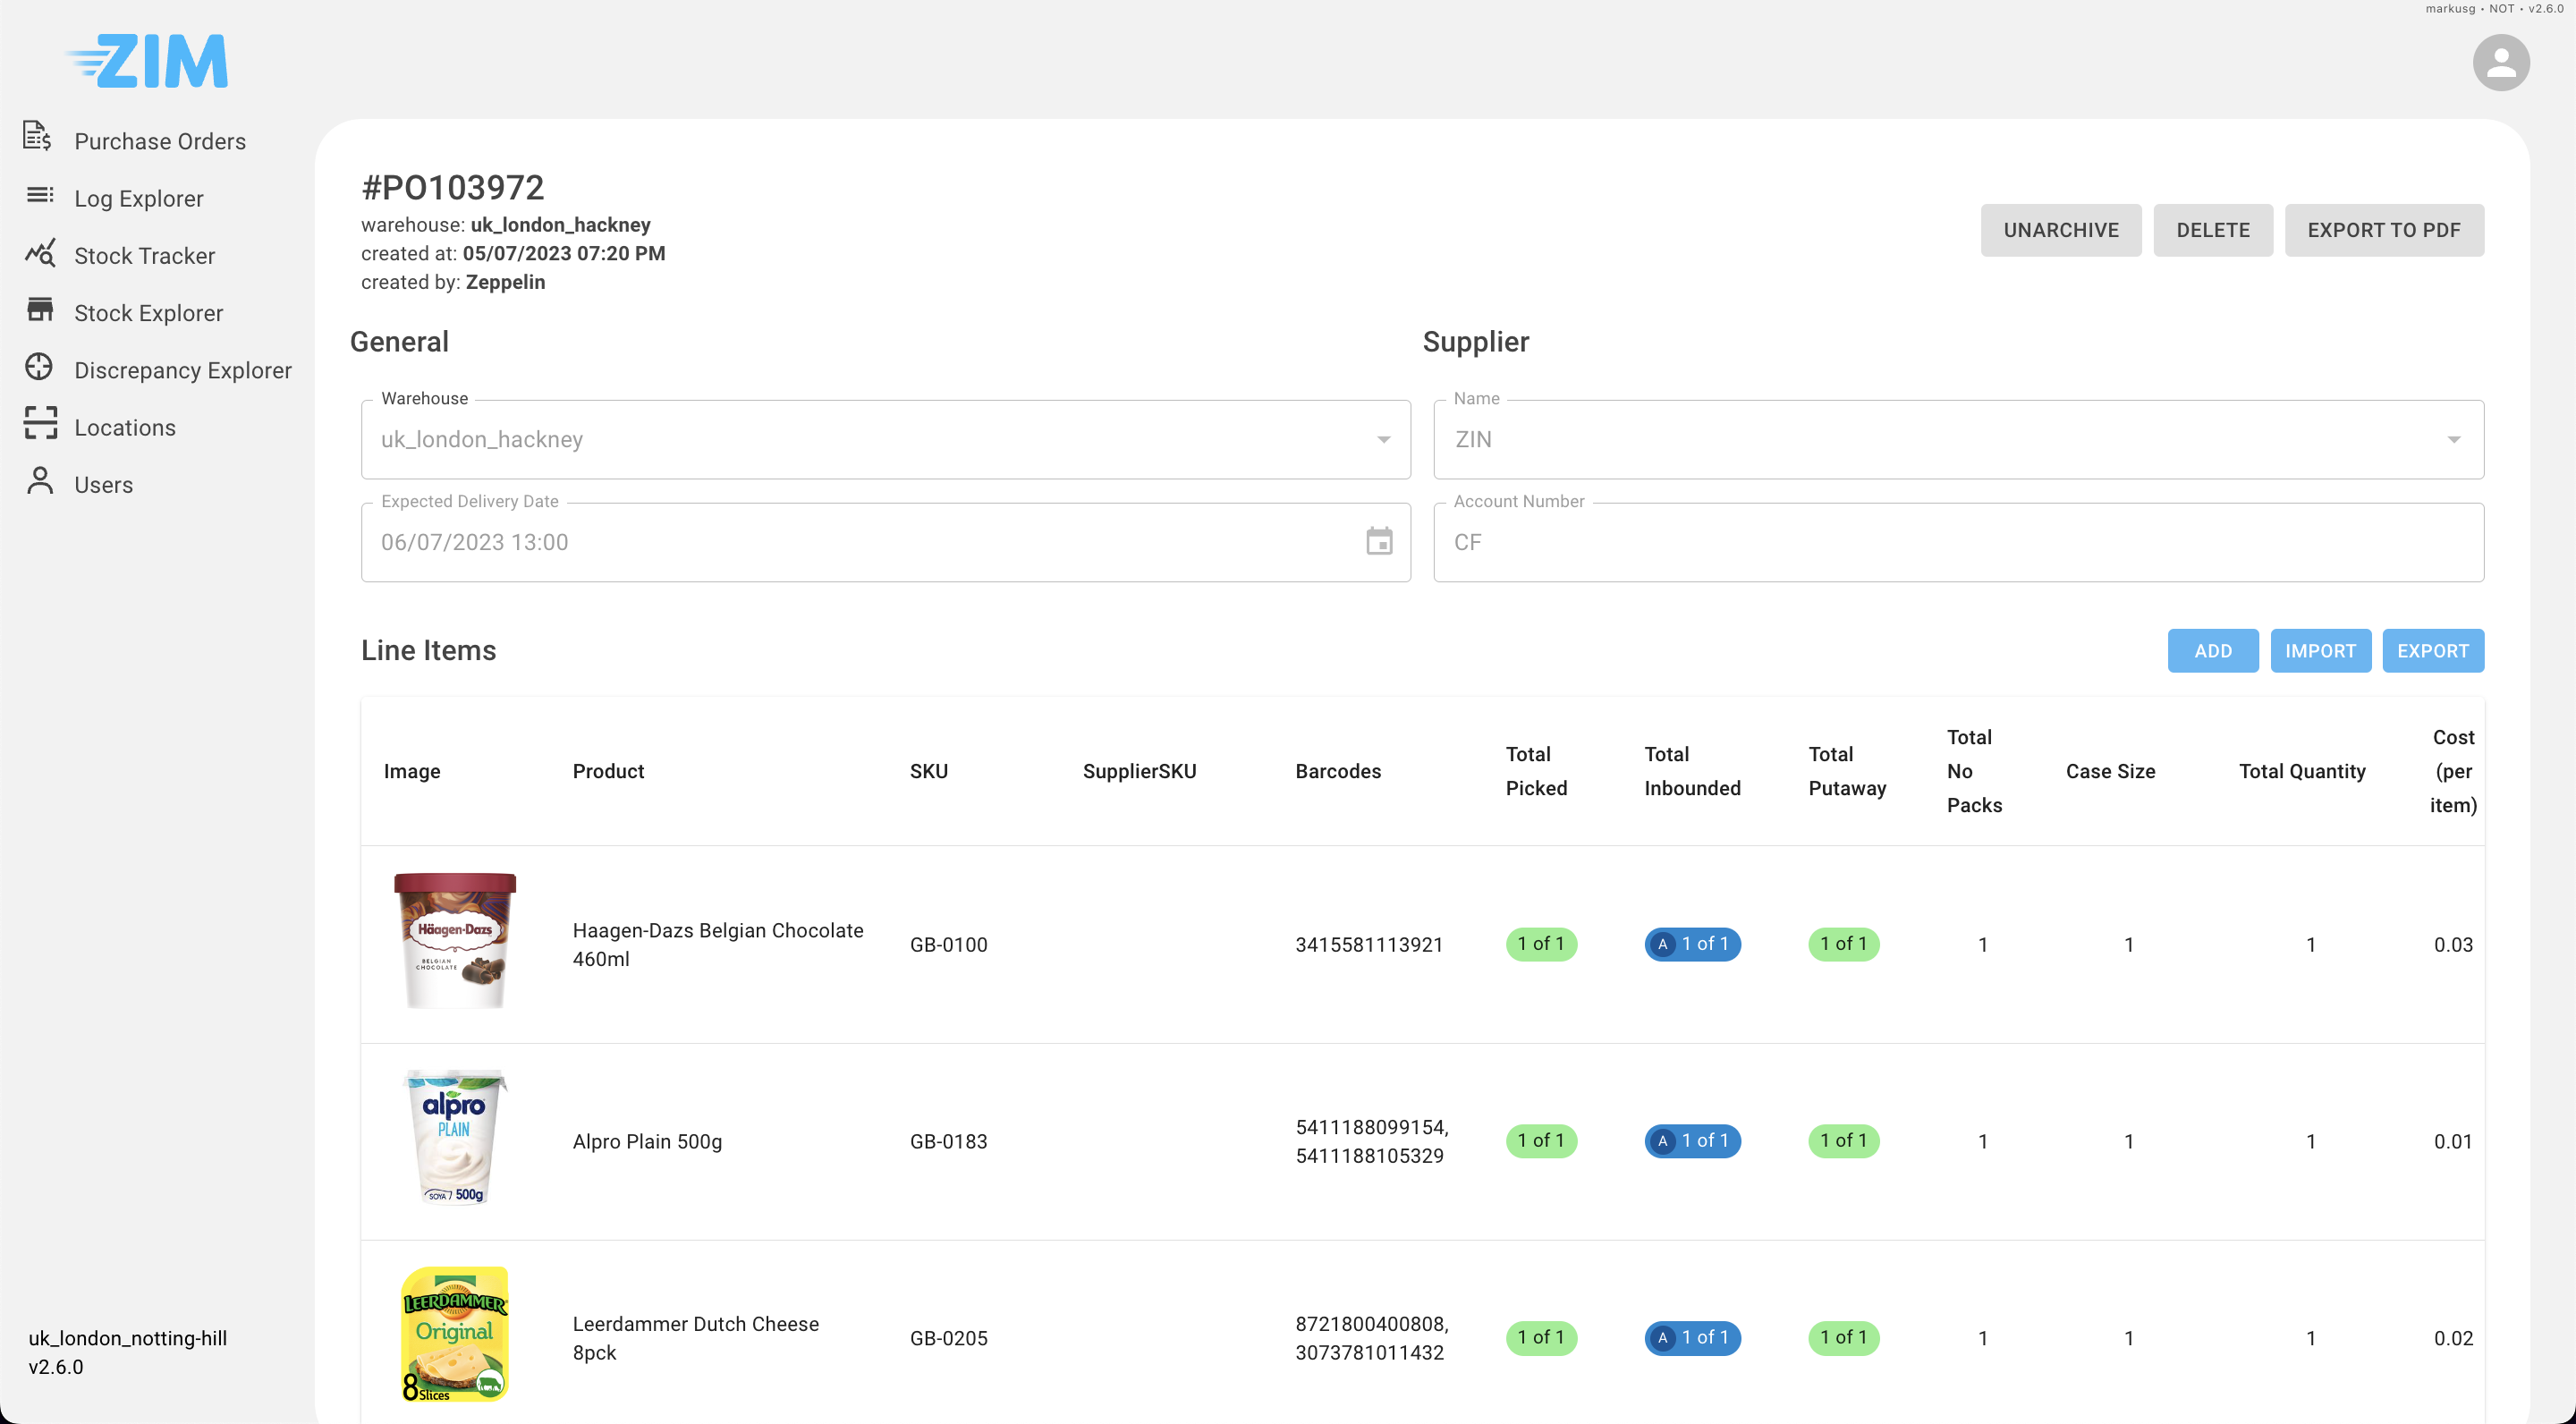 markusg • NOT • v2.6.0
ZIM
Purchase Orders
Log Explorer
Stock Tracker
Stock Explorer
Discrepancy Explorer
Locations
Users
uk_london_notting-hill
v2.6.0
#PO103972
warehouse: uk_london_hackney
created at: 05/07/2023 07:20 PM
created by: Zeppelin
UNARCHIVE
DELETE
EXPORT TO PDF
General
Warehouse
uk_london_hackney
Expected Delivery Date
06/07/2023 13:00
Supplier
Name
ZIN
Account Number
CF
Line Items
ADD
IMPORT
EXPORT
Image
Product
SKU
SupplierSKU
Barcodes
Total
Picked
Total
Inbounded
Total
Putaway
Total
No
Packs
Case Size
Total Quantity
Cost
(per
item)
Häagen-Dazs
BELGIAN
CHOCOLATE
Haagen-Dazs Belgian Chocolate
460ml
GB-0100
3415581113921
1 of 1
A 1 of 1
1 of 1
1
1
1
0.03
alpro
PLAIN
SOYA 500g
Alpro Plain 500g
GB-0183
5411188099154,
5411188105329
1 of 1
A 1 of 1
1 of 1
1
1
1
0.01
LEERDAMMER
Original
8 Slices
Leerdammer Dutch Cheese
8pck
GB-0205
8721800400808,
3073781011432
1 of 1
A 1 of 1
1 of 1
1
1
1
0.02